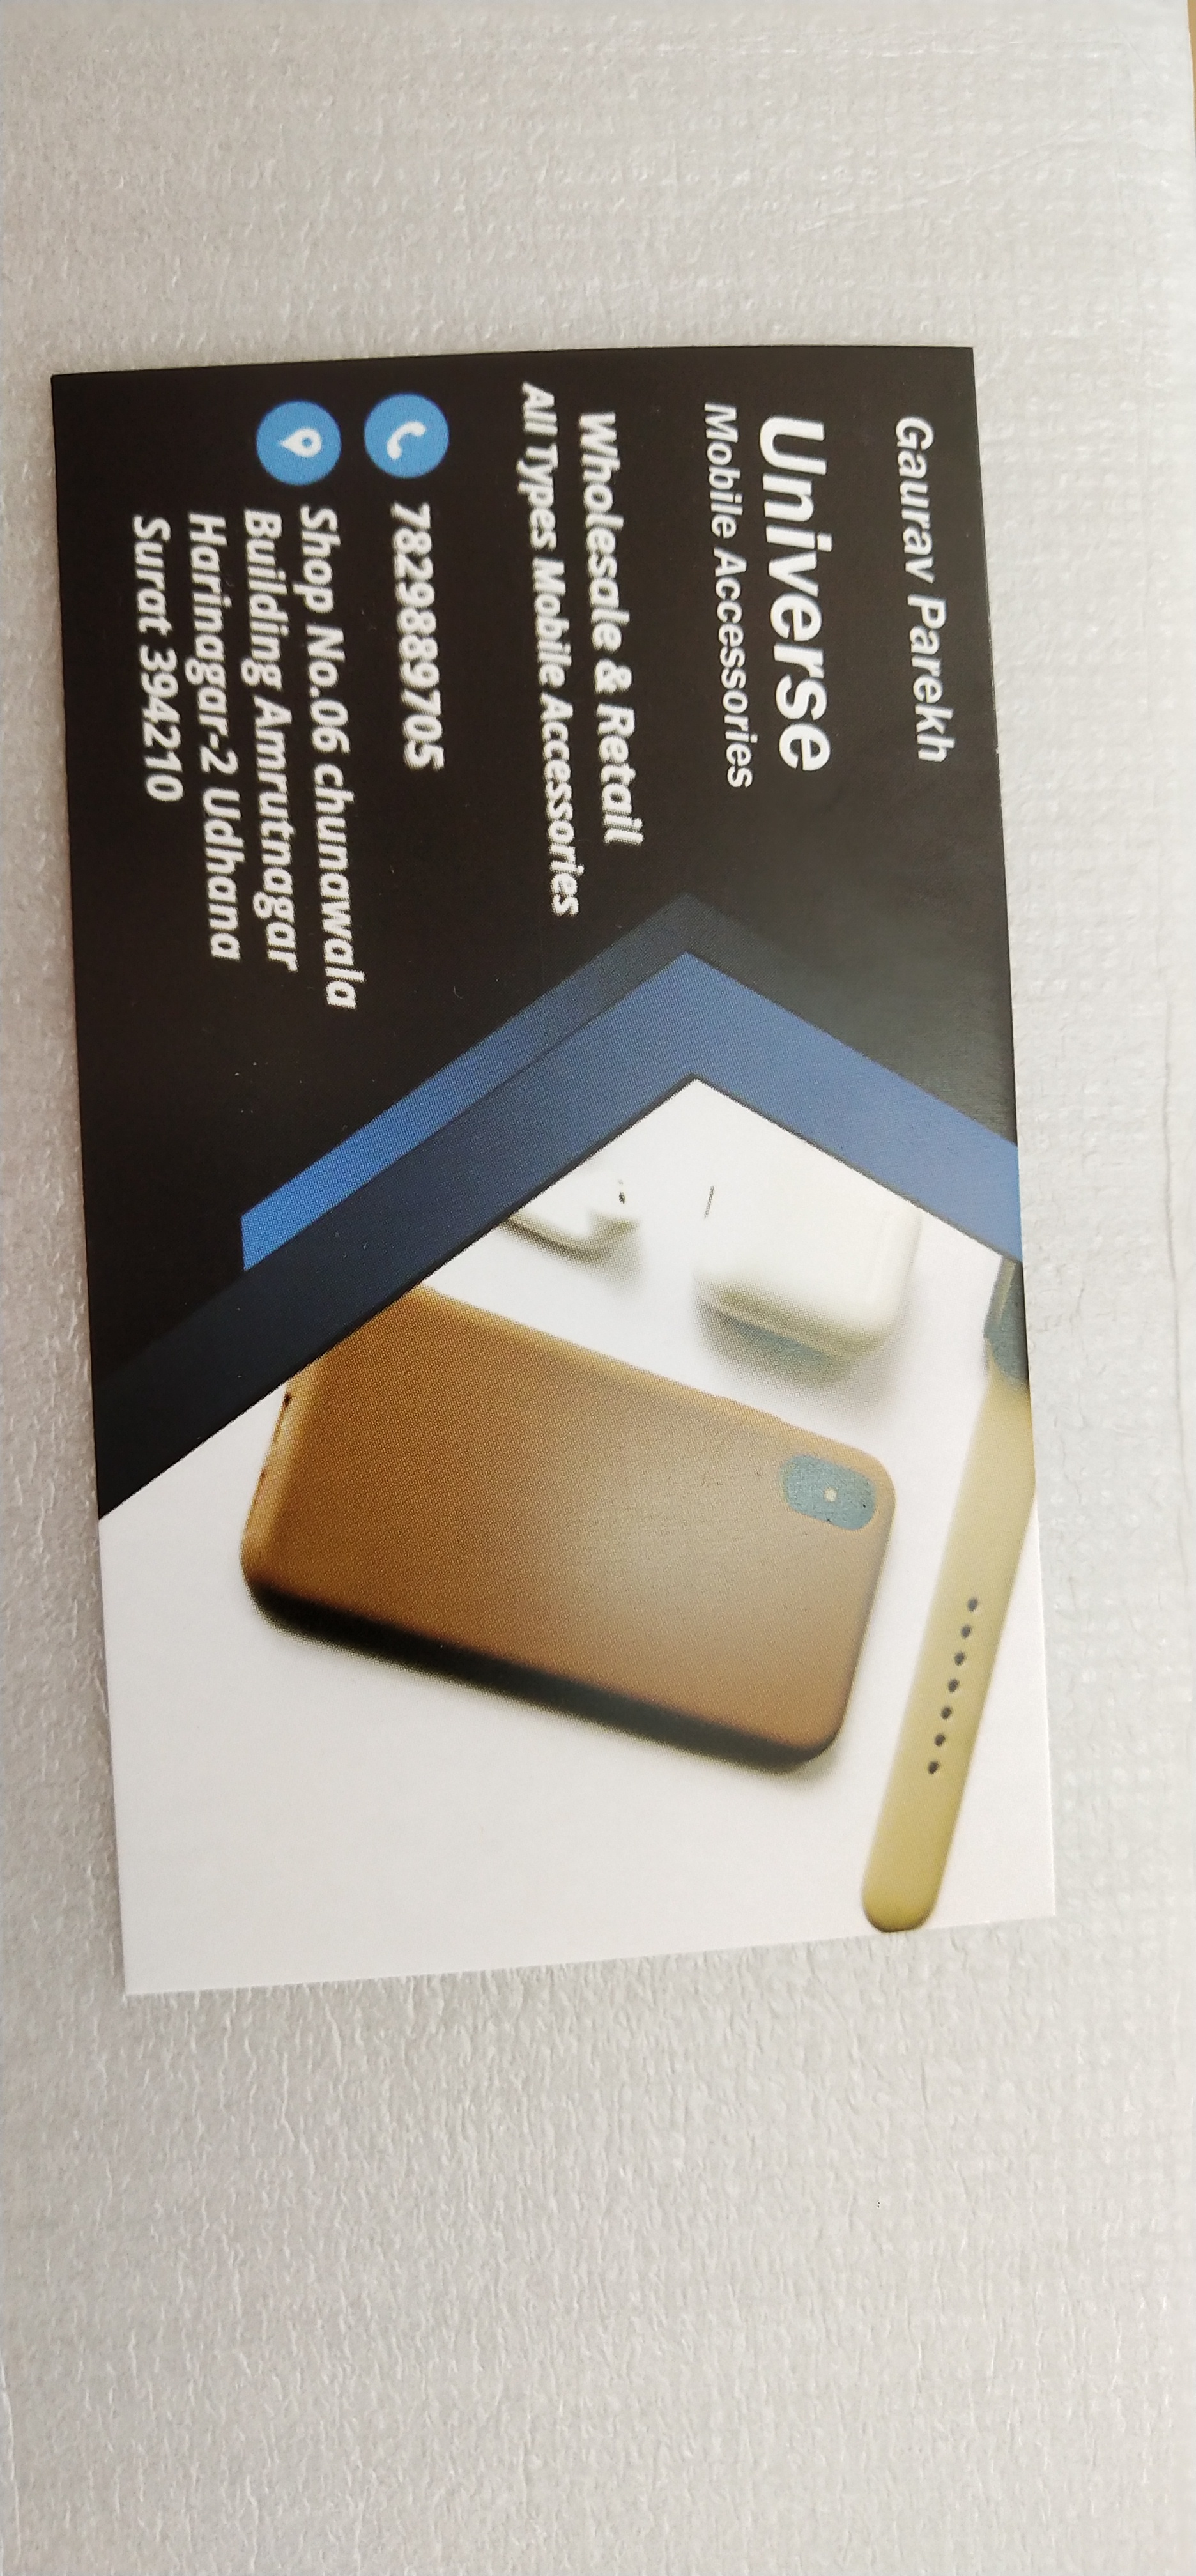 Gaurav Parekh
Universe
Mobile Accessories
Wholesale & Retail
All Types Mobile Accessories
7829889705
Shop No.06 chunawala
Building Amrutnagar
Harinagar-2 Udhana
Surat 394210